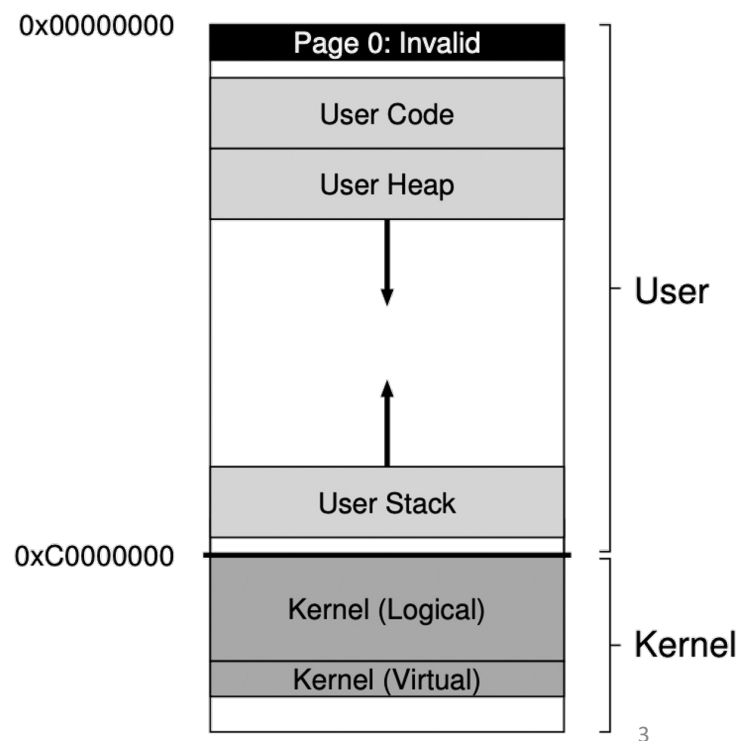 0x00000000
Page 0: Invalid
User Code
User Heap
User
User Stack
0xC0000000
Kernel (Logical)
Kernel
Kernel (Virtual)
3